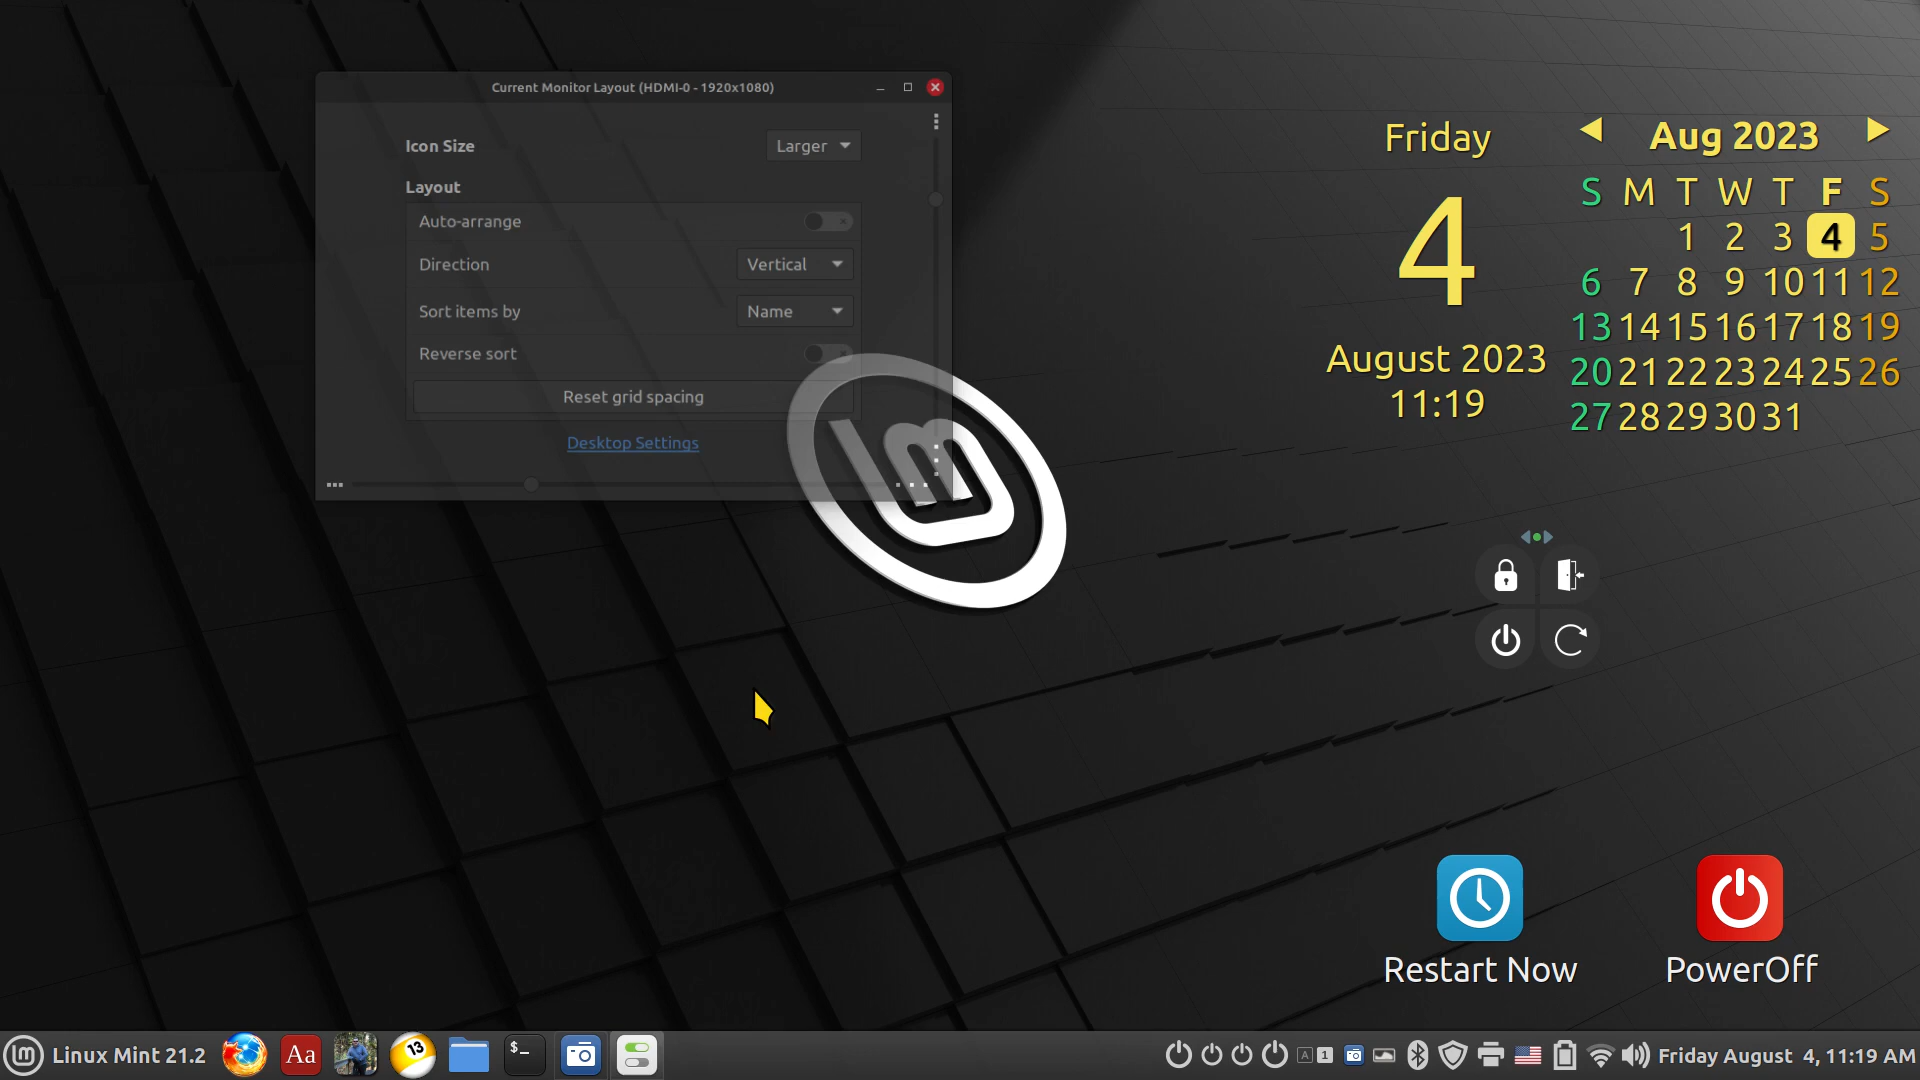 Current Monitor Layout (HDMI-0 - 1920x1080)
Icon Size
Larger
Layout
Auto-arrange
Direction
Vertical
Sort items by
Name
Reverse sort
Reset grid spacing
Desktop Settings
Friday
4
August 2023
11:19
Aug 2023
S M T W T F S
1 2 3 4 5
6 7 8 9 10 11 12
13 14 15 16 17 18 19
20 21 22 23 24 25 26
27 28 29 30 31
Restart Now
PowerOff
Linux Mint 21.2
Aa
13
$_
A
1
Friday August  4, 11:19 AM